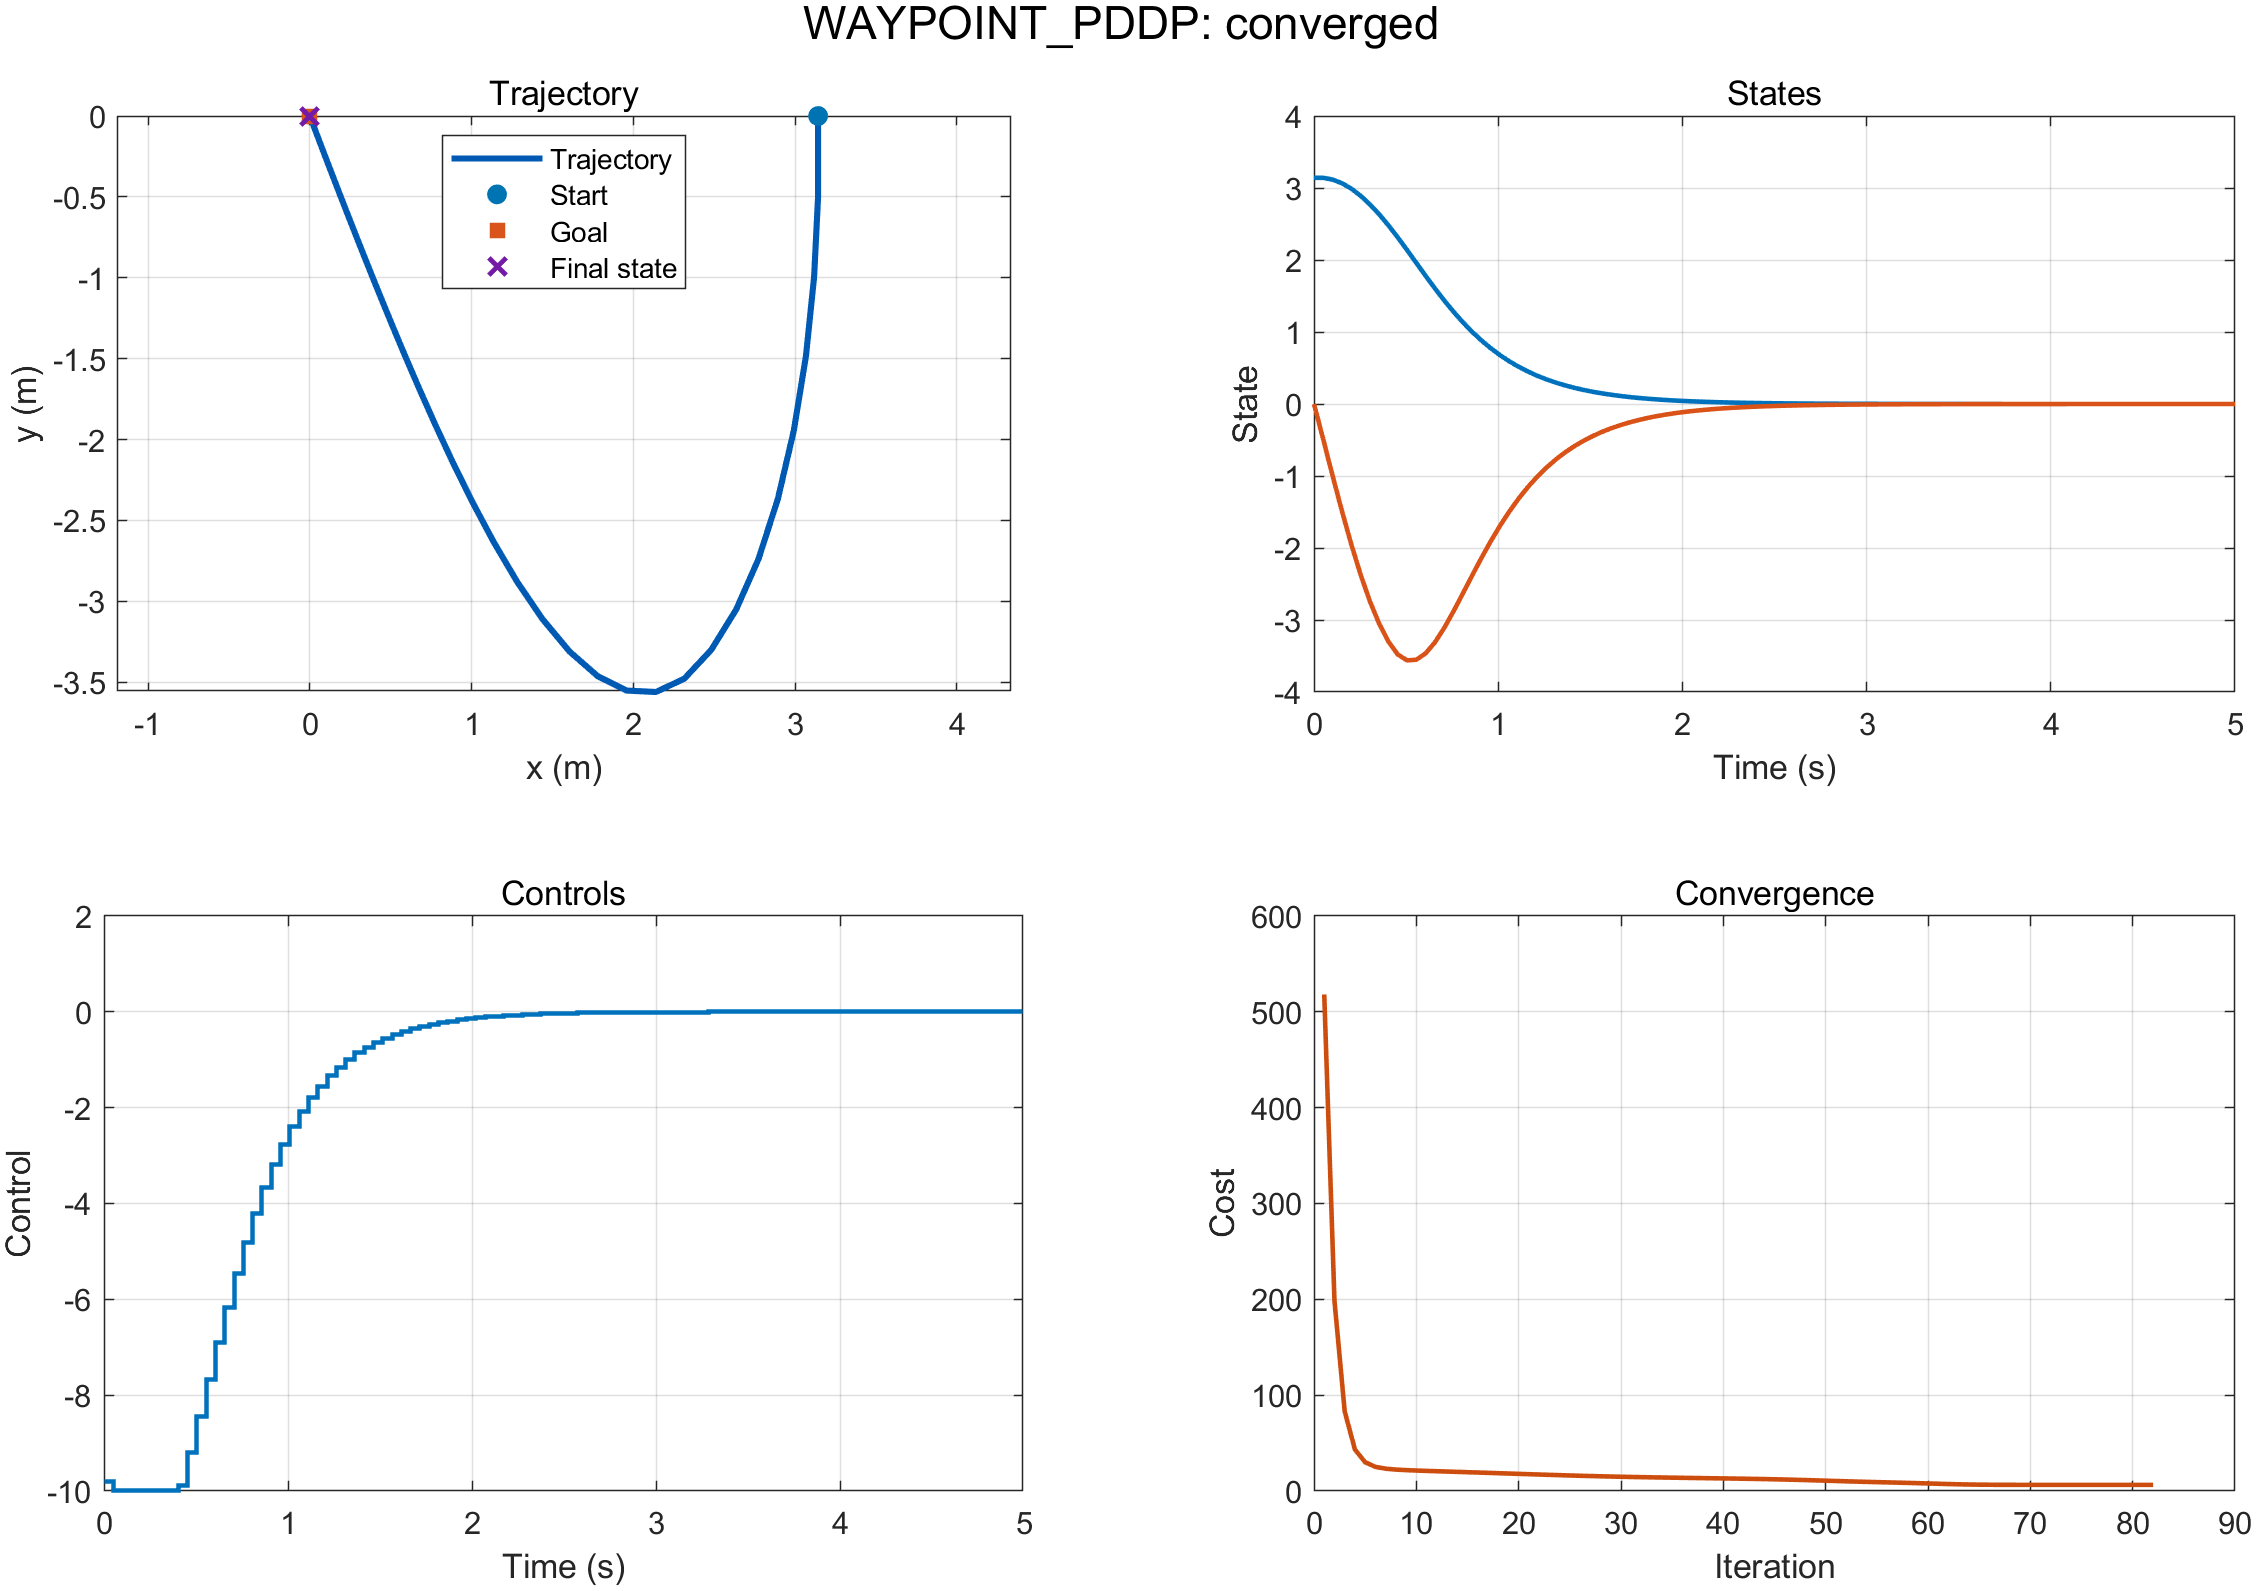 WAYPOINT_PDDP: converged
Trajectory
0
-0.5
-1
-1.5
-2
-2.5
-3
-3.5
y (m)
Trajectory
Start
Goal
Final state
-1 0 1 2 3 4
x (m)
States
4
3
2
1
0
-1
-2
-3
-4
State
0 1 2 3 4 5
Time (s)
Controls
2
0
-2
-4
-6
-8
-10
Control
0 1 2 3 4 5
Time (s)
Convergence
600
500
400
300
200
100
0
Cost
0 10 20 30 40 50 60 70 80 90
Iteration